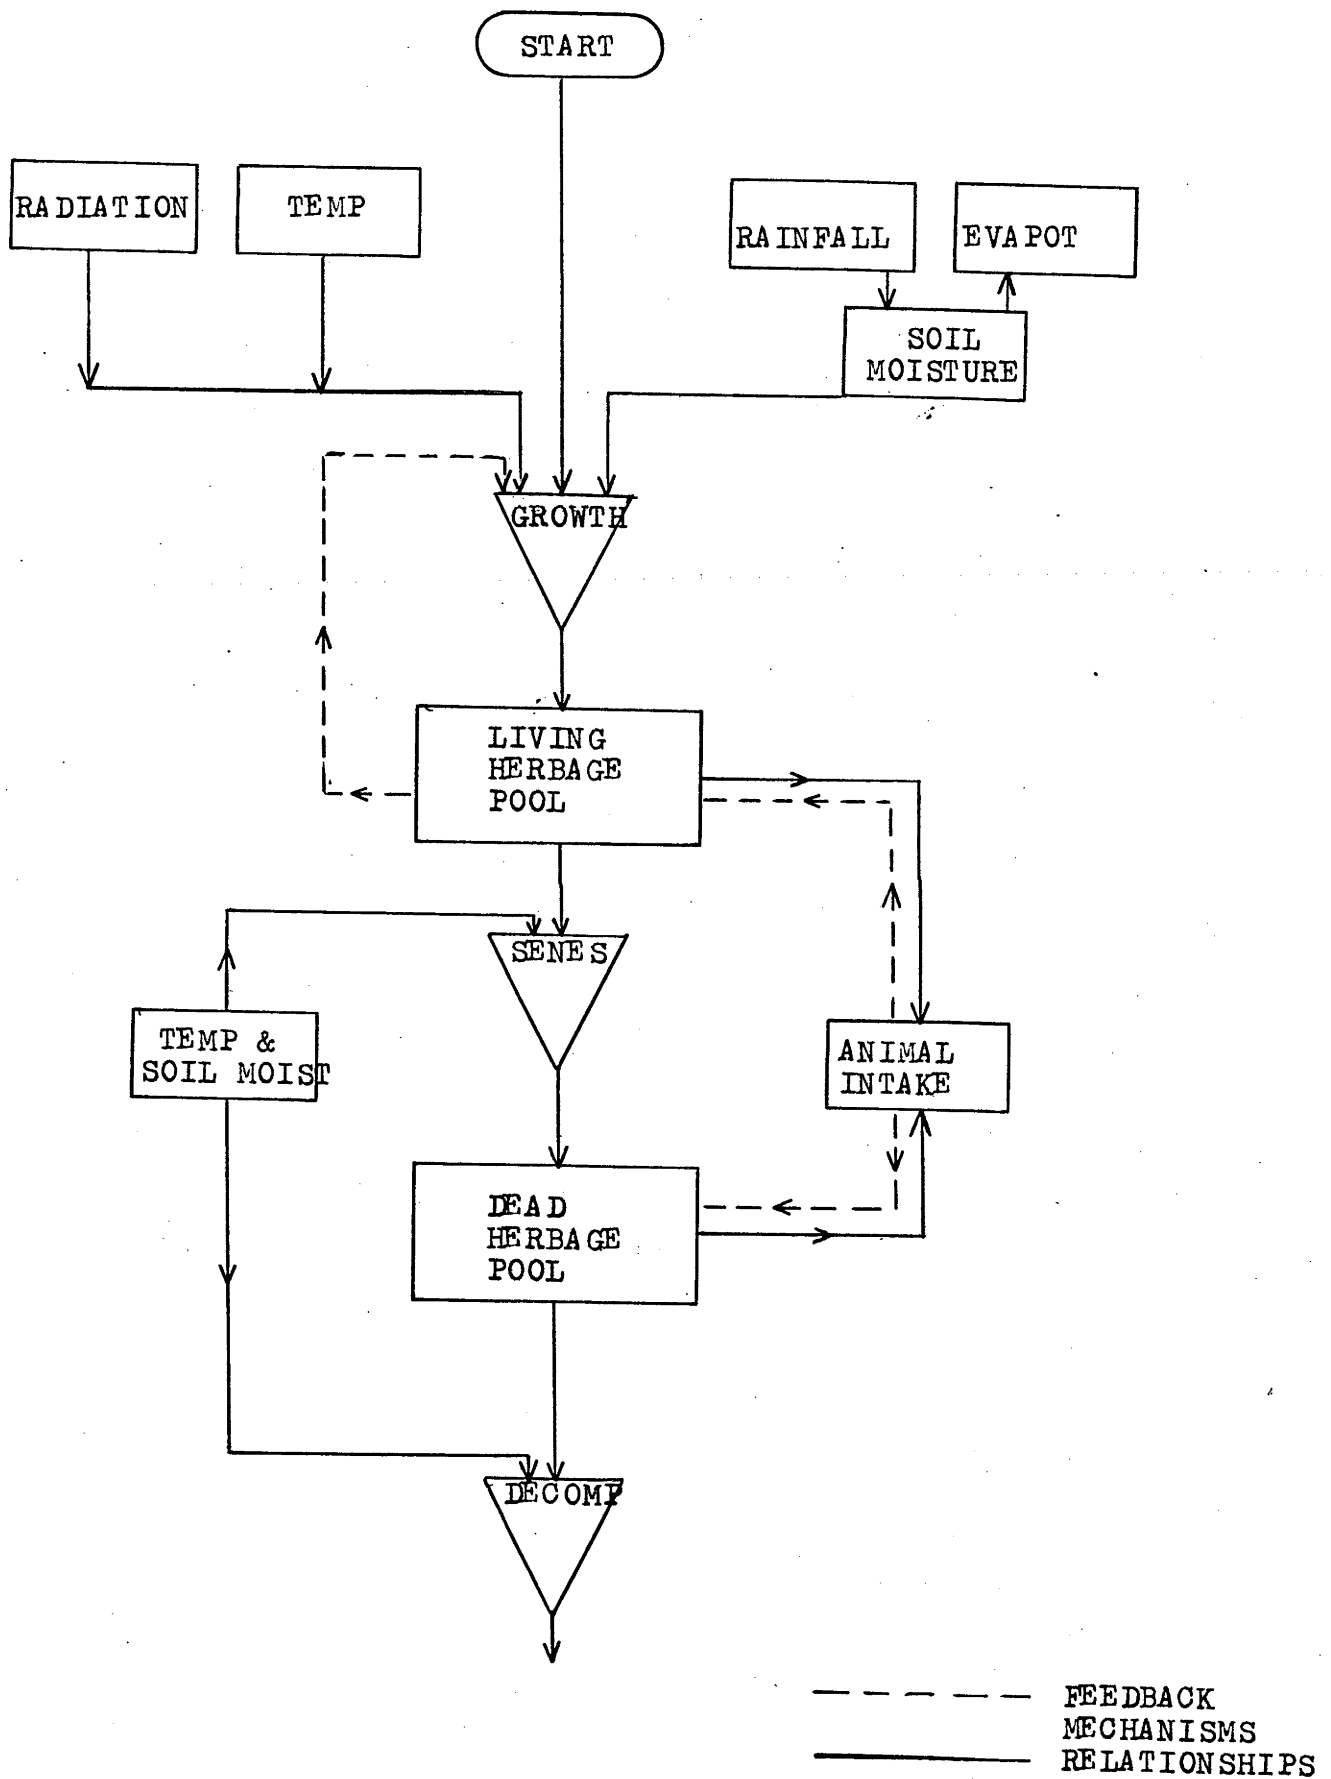 START
RADIATION
TEMP
RAINFALL
EVAPOT
SOIL
MOISTURE
GROWTH
LIVING
HERBAGE
POOL
SENES
TEMP &
SOIL MOIST
ANIMAL
INTAKE
DEAD
HERBAGE
POOL
DECOMP
FEEDBACK
MECHANISMS
RELATIONSHIPS